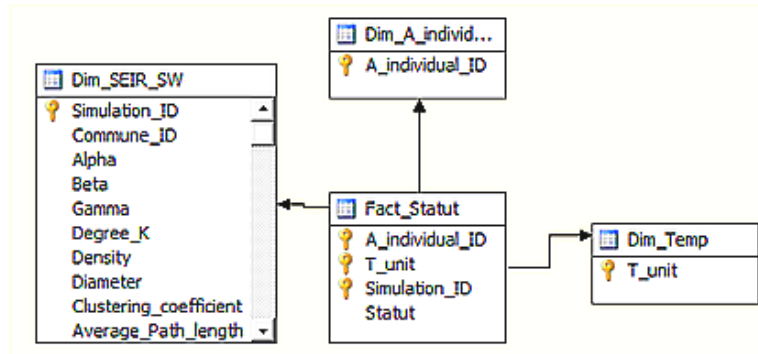 Dim_A_individ...
A_individual_ID
Dim_SEIR_SW
Simulation_ID
Commune_ID
Alpha
Beta
Gamma
Degree_K
Density
Diameter
Clustering_coefficient
Average_Path_length
Fact_Statut
A_individual_ID
T_unit
Simulation_ID
Statut
Dim_Temp
T_unit